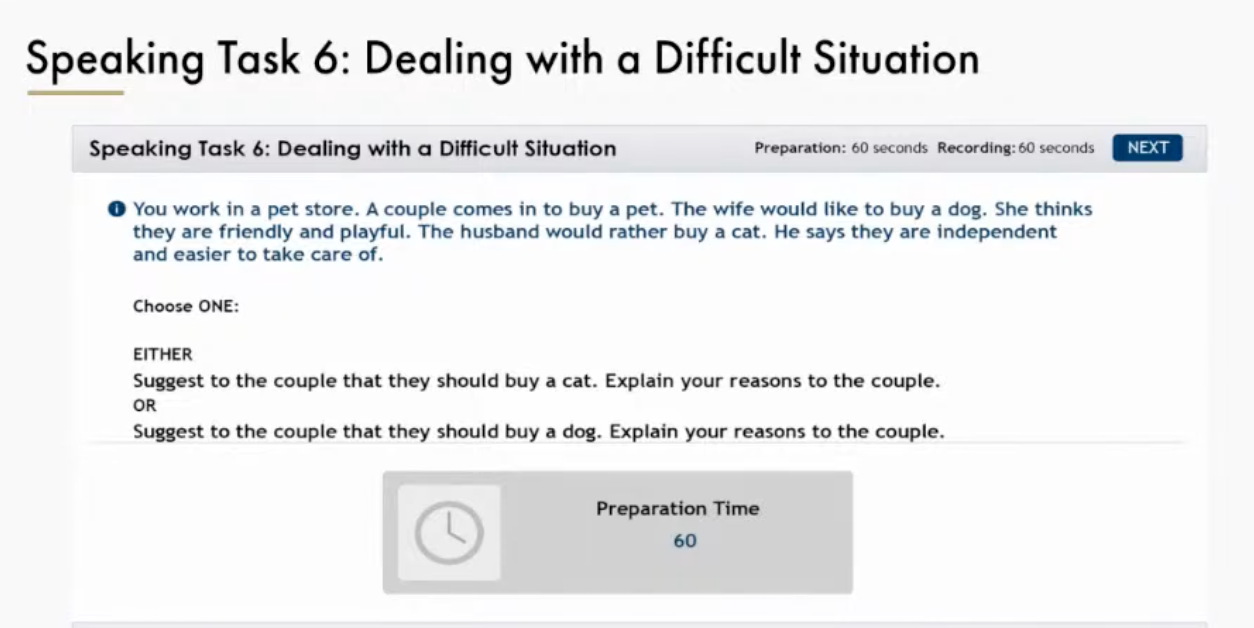 Speaking Task 6: Dealing with a Difficult Situation
Speaking Task 6: Dealing with a Difficult Situation
Preparation: 60 seconds Recording: 60 seconds
NEXT
You work in a pet store. A couple comes in to buy a pet. The wife would like to buy a dog. She thinks
they are friendly and playful. The husband would rather buy a cat. He says they are independent
and easier to take care of.
Choose ONE:
EITHER
Suggest to the couple that they should buy a cat. Explain your reasons to the couple.
OR
Suggest to the couple that they should buy a dog. Explain your reasons to the couple.
Preparation Time
60